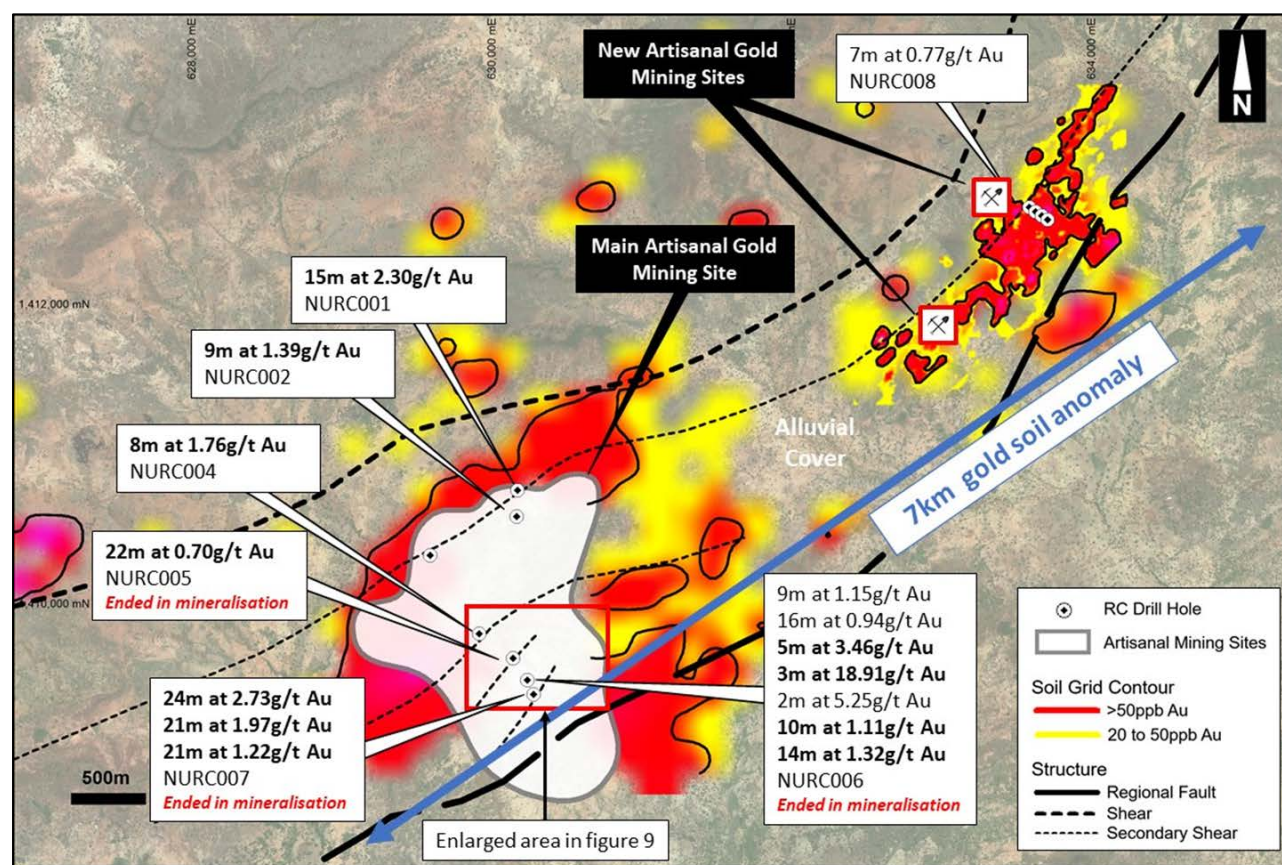 628,000 mE
630,000 mE
634,000 mE
New Artisanal Gold
Mining Sites
7m at 0.77g/t Au
NURC008
N
Main Artisanal Gold
Mining Site
15m at 2.30g/t Au
NURC001
1,412,000 mN
9m at 1.39g/t Au
NURC002
8m at 1.76g/t Au
NURC004
Alluvial
Cover
7km gold soil anomaly
22m at 0.70g/t Au
NURC005
Ended in mineralisation
9m at 1.15g/t Au
16m at 0.94g/t Au
5m at 3.46g/t Au
3m at 18.91g/t Au
2m at 5.25g/t Au
10m at 1.11g/t Au
14m at 1.32g/t Au
NURC006
Ended in mineralisation
24m at 2.73g/t Au
21m at 1.97g/t Au
21m at 1.22g/t Au
NURC007
Ended in mineralisation
500m
Enlarged area in figure 9
RC Drill Hole
Artisanal Mining Sites
Soil Grid Contour
>50ppb Au
20 to 50ppb Au
Structure
Regional Fault
Shear
Secondary Shear